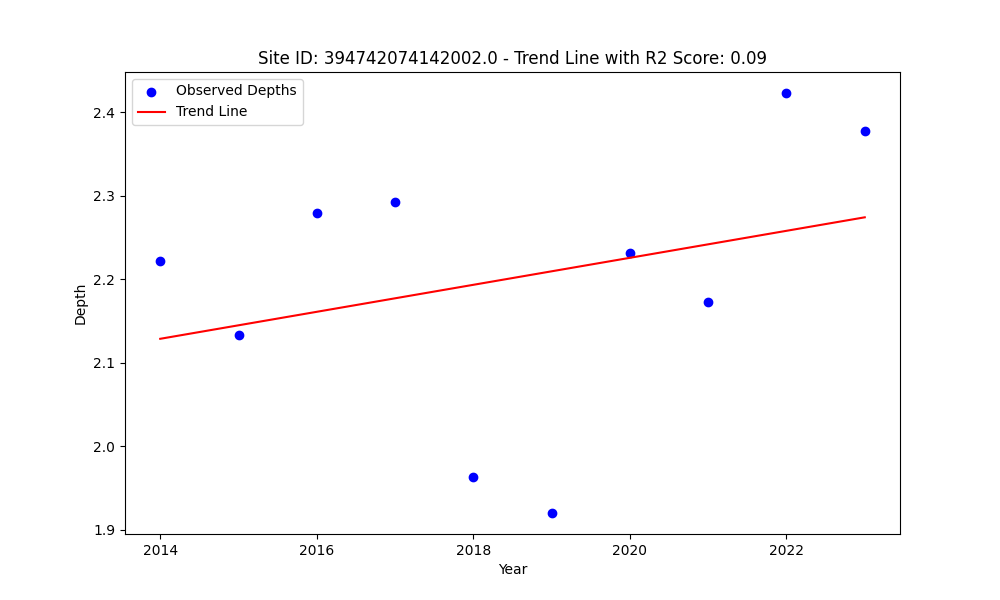 Site ID: 394742074142002.0 - Trend Line with R2 Score: 0.09
Observed Depths
Trend Line
2.4
2.3
2.2
2.1
2.0
1.9
Depth
2014
2016
2018
2020
2022
Year